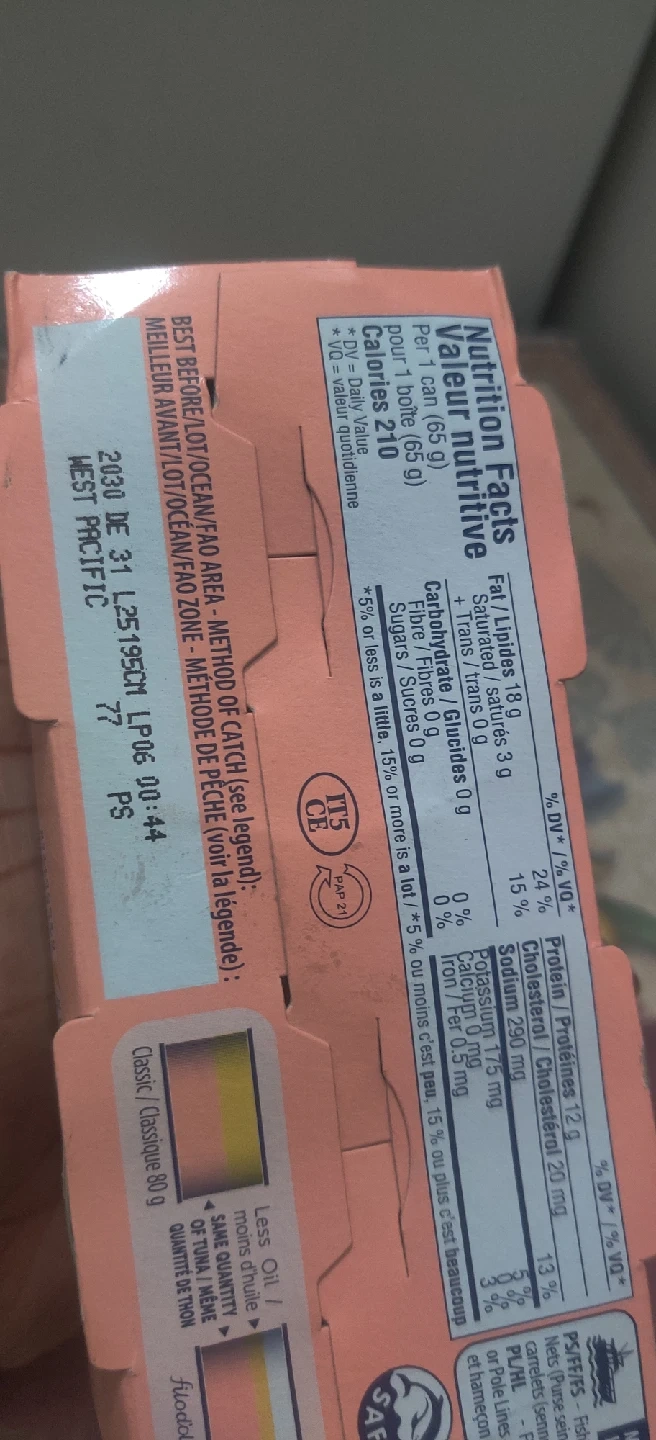 Nutrition Facts
Valeur nutritive
Per 1 can (65 g)
pour 1 boîte (65 g)
Calories 210
* DV = Daily Value
* VQ = valeur quotidienne
% DV* / % VQ*
Fat / Lipides 18 g 24 %
Saturated / saturés 3 g 15 %
+ Trans / trans 0 g
Carbohydrate / Glucides 0 g
Fibre / Fibres 0 g 0 %
Sugars / Sucres 0 g 0 %
% DV* / % VQ*
Protein / Protéines 12 g
Cholesterol / Cholestérol 20 mg
Sodium 290 mg 13 %
Potassium 175 mg 5 %
Calcium 0 mg 0 %
Iron / Fer 0.5 mg 3 %
*5% or less is a little, 15% or more is a lot / *5 % ou moins c'est peu, 15 % ou plus c'est beaucoup
PS/FF/FS - Fish
Nets (Purse sein
carrelets (senn
PL/HL - F
or Pole Lines
et hameçon
IT5
CE
PAP 21
SAF
BEST BEFORE/LOT/OCEAN/FAO AREA - METHOD OF CATCH (see legend):
MEILLEUR AVANT/LOT/OCÉAN/FAO ZONE - MÉTHODE DE PÊCHE (voir la légende) :
2030 DE 31 L25195CM LP06 00:44
WEST PACIFIC 77 PS
Less Oil /
moins d'huile
SAME QUANTITY
OF TUNA / MÊME
QUANTITÉ DE THON
Classic / Classique 80 g
filodol